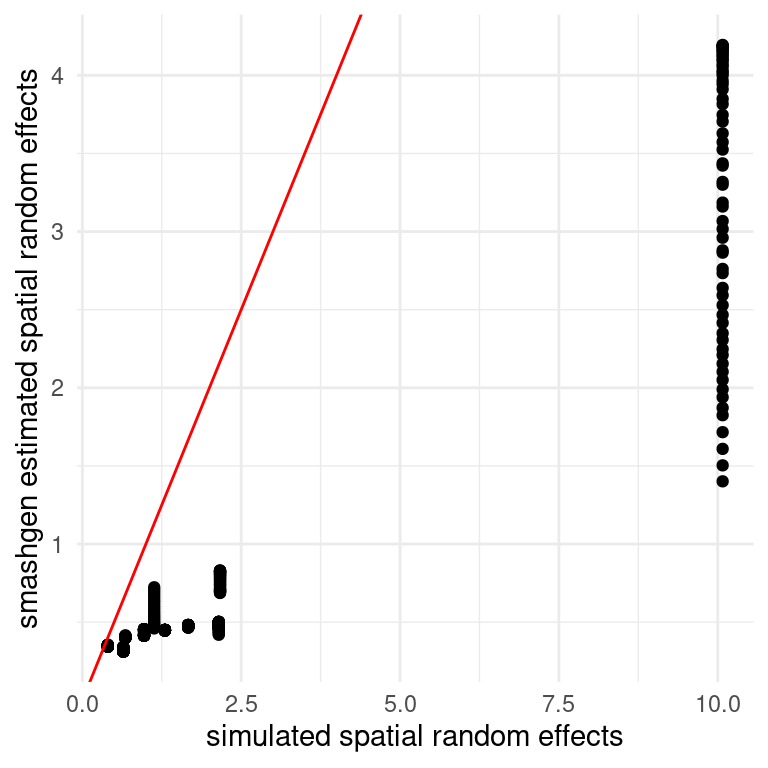 smashgen estimated spatial random effects
4
3
2
1
0.0 2.5 5.0 7.5 10.0
simulated spatial random effects